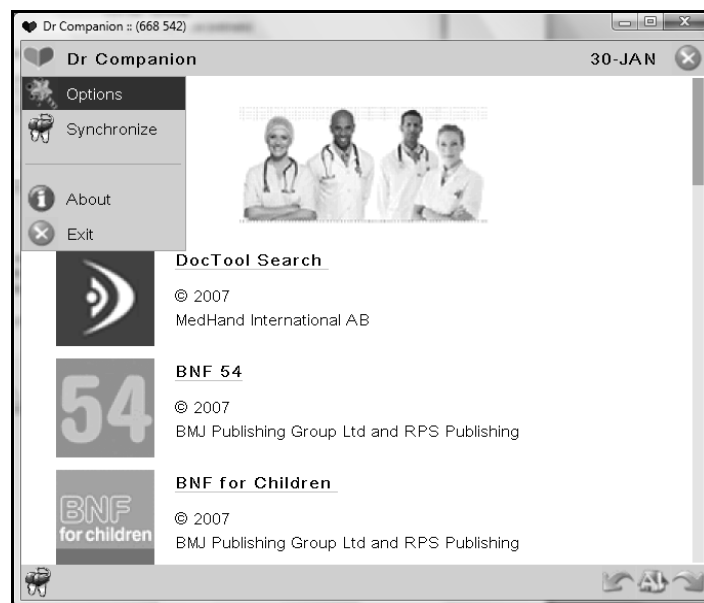 Dr Companion :: (668 542)
Dr Companion 30-JAN
Options
Synchronize
About
Exit
DocTool Search
© 2007
MedHand International AB
54
BNF 54
© 2007
BMJ Publishing Group Ltd and RPS Publishing
BNF
for children
BNF for Children
© 2007
BMJ Publishing Group Ltd and RPS Publishing